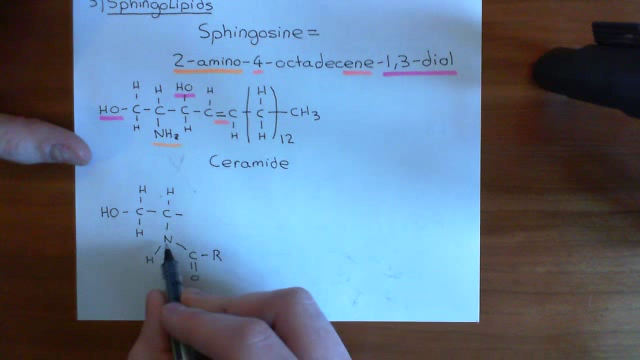 3) Sphingolipids
Sphingosine =
2-amino-4-octadecene-1,3-diol
H H HO H H
HO-C-C-C-C=C-C-CH3
H NH2 H H H 12
Ceramide
H H
HO-C-C-
H N
H C-R
O